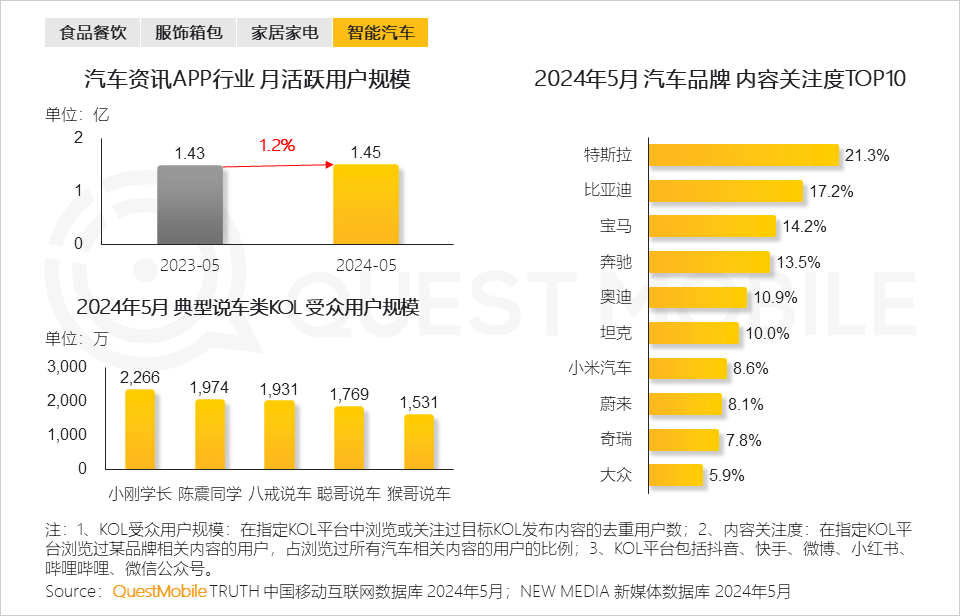 食品餐饮 服饰箱包 家居家电 智能汽车
汽车资讯APP行业 月活跃用户规模
单位：亿
2
1
0
1.43
1.2%
1.45
2023-05 2024-05
2024年5月 典型说车类KOL 受众用户规模
单位：万
3,000
2,000
1,000
0
2,266 1,974 1,931 1,769 1,531
小刚学长 陈震同学 八戒说车 聪哥说车 猴哥说车
2024年5月 汽车品牌 内容关注度TOP10
特斯拉 21.3%
比亚迪 17.2%
宝马 14.2%
奔驰 13.5%
奥迪 10.9%
坦克 10.0%
小米汽车 8.6%
蔚来 8.1%
奇瑞 7.8%
大众 5.9%
QUEST MOBILE
注：1、KOL受众用户规模：在指定KOL平台中浏览或关注过目标KOL发布内容的去重用户数；2、内容关注度：在指定KOL平
台浏览过某品牌相关内容的用户，占浏览过所有汽车相关内容的用户的比例；3、KOL平台包括抖音、快手、微博、小红书、
哔哩哔哩、微信公众号。
Source：QuestMobile TRUTH 中国移动互联网数据库 2024年5月；NEW MEDIA 新媒体数据库 2024年5月